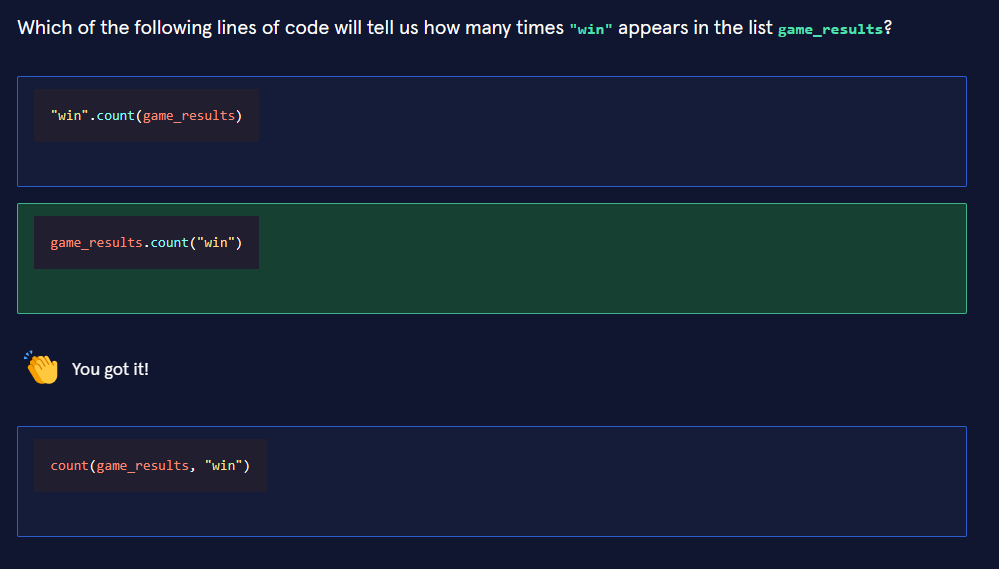 Which of the following lines of code will tell us how many times "win" appears in the list game_results?
"win".count(game_results)
game_results.count("win")
You got it!
count(game_results, "win")